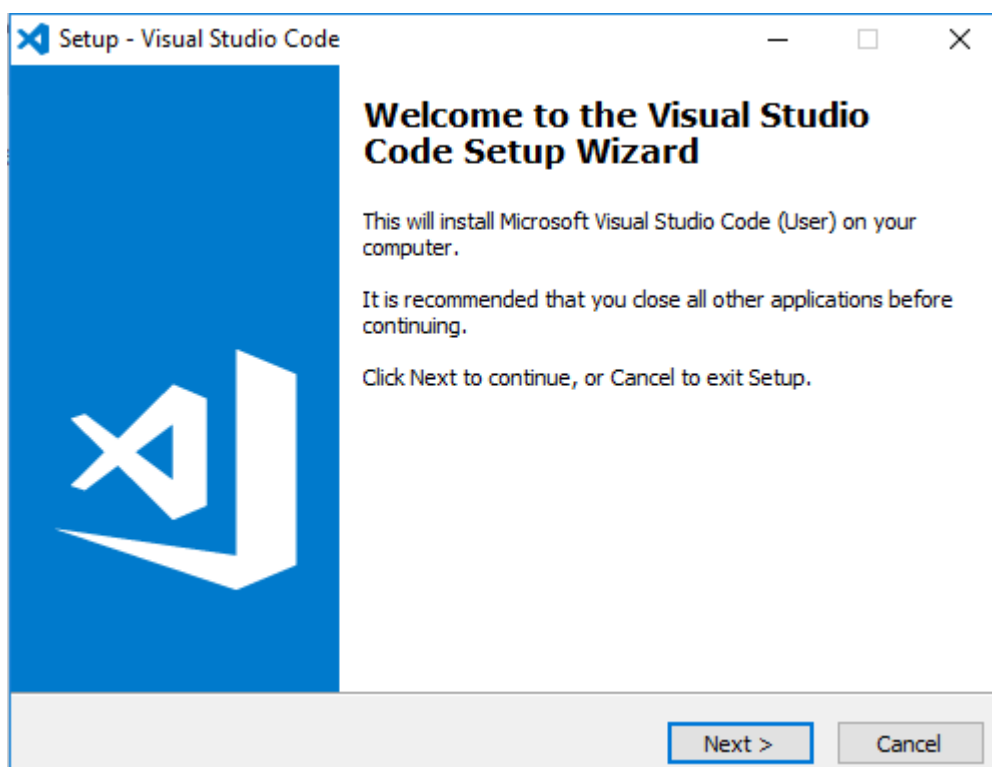 Setup - Visual Studio Code
Welcome to the Visual Studio
Code Setup Wizard
This will install Microsoft Visual Studio Code (User) on your
computer.
It is recommended that you close all other applications before
continuing.
Click Next to continue, or Cancel to exit Setup.
Next >
Cancel